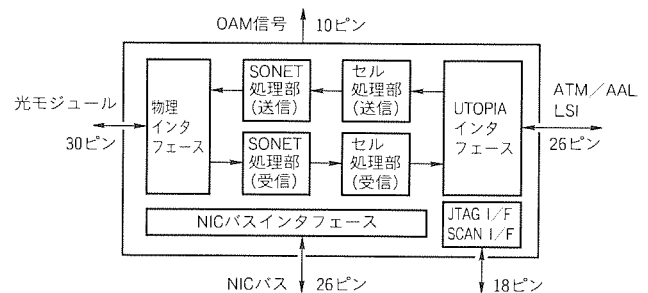 OAM信号 10ピン
SONET
処理部
(送信)
セル
処理部
(送信)
物理
インタ
フェース
UTOPIA
インタ
フェース
光モジュール
30ピン
ATM/AAL
LSI
26ピン
SONET
処理部
(受信)
セル
処理部
(受信)
NICバスインタフェース
JTAG I/F
SCAN I/F
NICバス 26ピン
18ピン